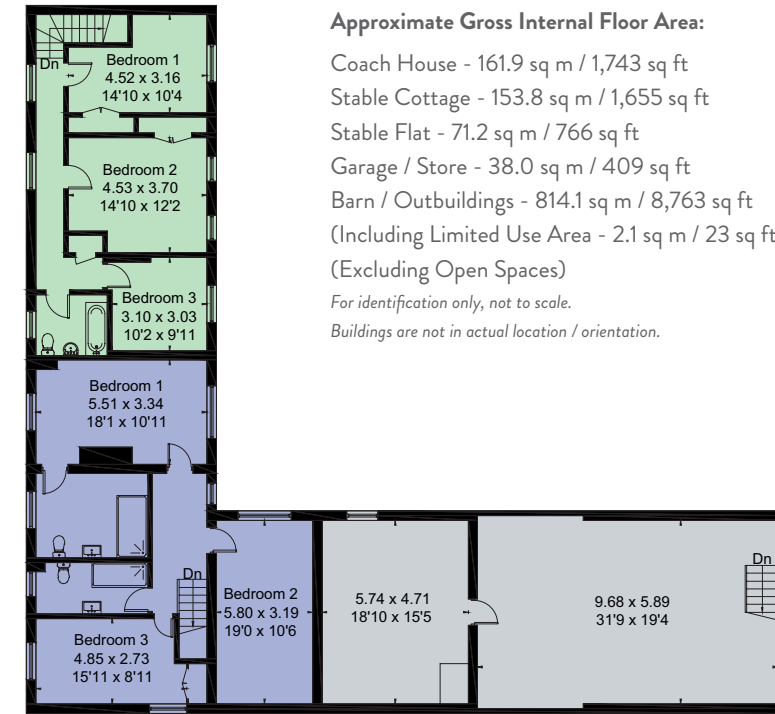 Approximate Gross Internal Floor Area:
Coach House - 161.9 sq m / 1,743 sq ft
Stable Cottage - 153.8 sq m / 1,655 sq ft
Stable Flat - 71.2 sq m / 766 sq ft
Garage / Store - 38.0 sq m / 409 sq ft
Barn / Outbuildings - 814.1 sq m / 8,763 sq ft
(Including Limited Use Area - 2.1 sq m / 23 sq ft
(Excluding Open Spaces)
For identification only, not to scale.
Buildings are not in actual location / orientation.
Dn
Bedroom 1
4.52 x 3.16
14'10 x 10'4
Bedroom 2
4.53 x 3.70
14'10 x 12'2
Bedroom 3
3.10 x 3.03
10'2 x 9'11
Bedroom 1
5.51 x 3.34
18'1 x 10'11
Dn
Bedroom 2
5.80 x 3.19
19'0 x 10'6
Bedroom 3
4.85 x 2.73
15'11 x 8'11
5.74 x 4.71
18'10 x 15'5
9.68 x 5.89
31'9 x 19'4
Dn